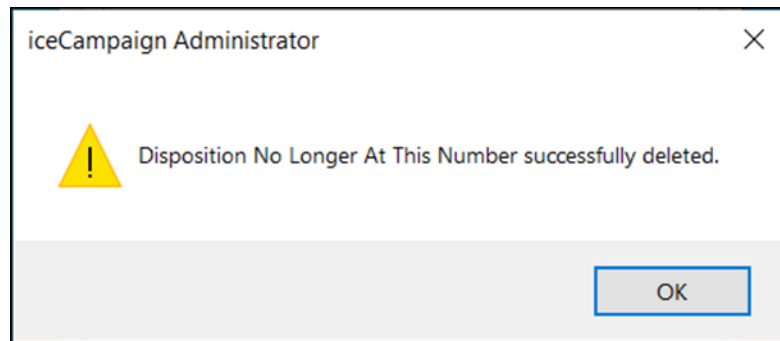 iceCampaign Administrator
Disposition No Longer At This Number successfully deleted.
OK